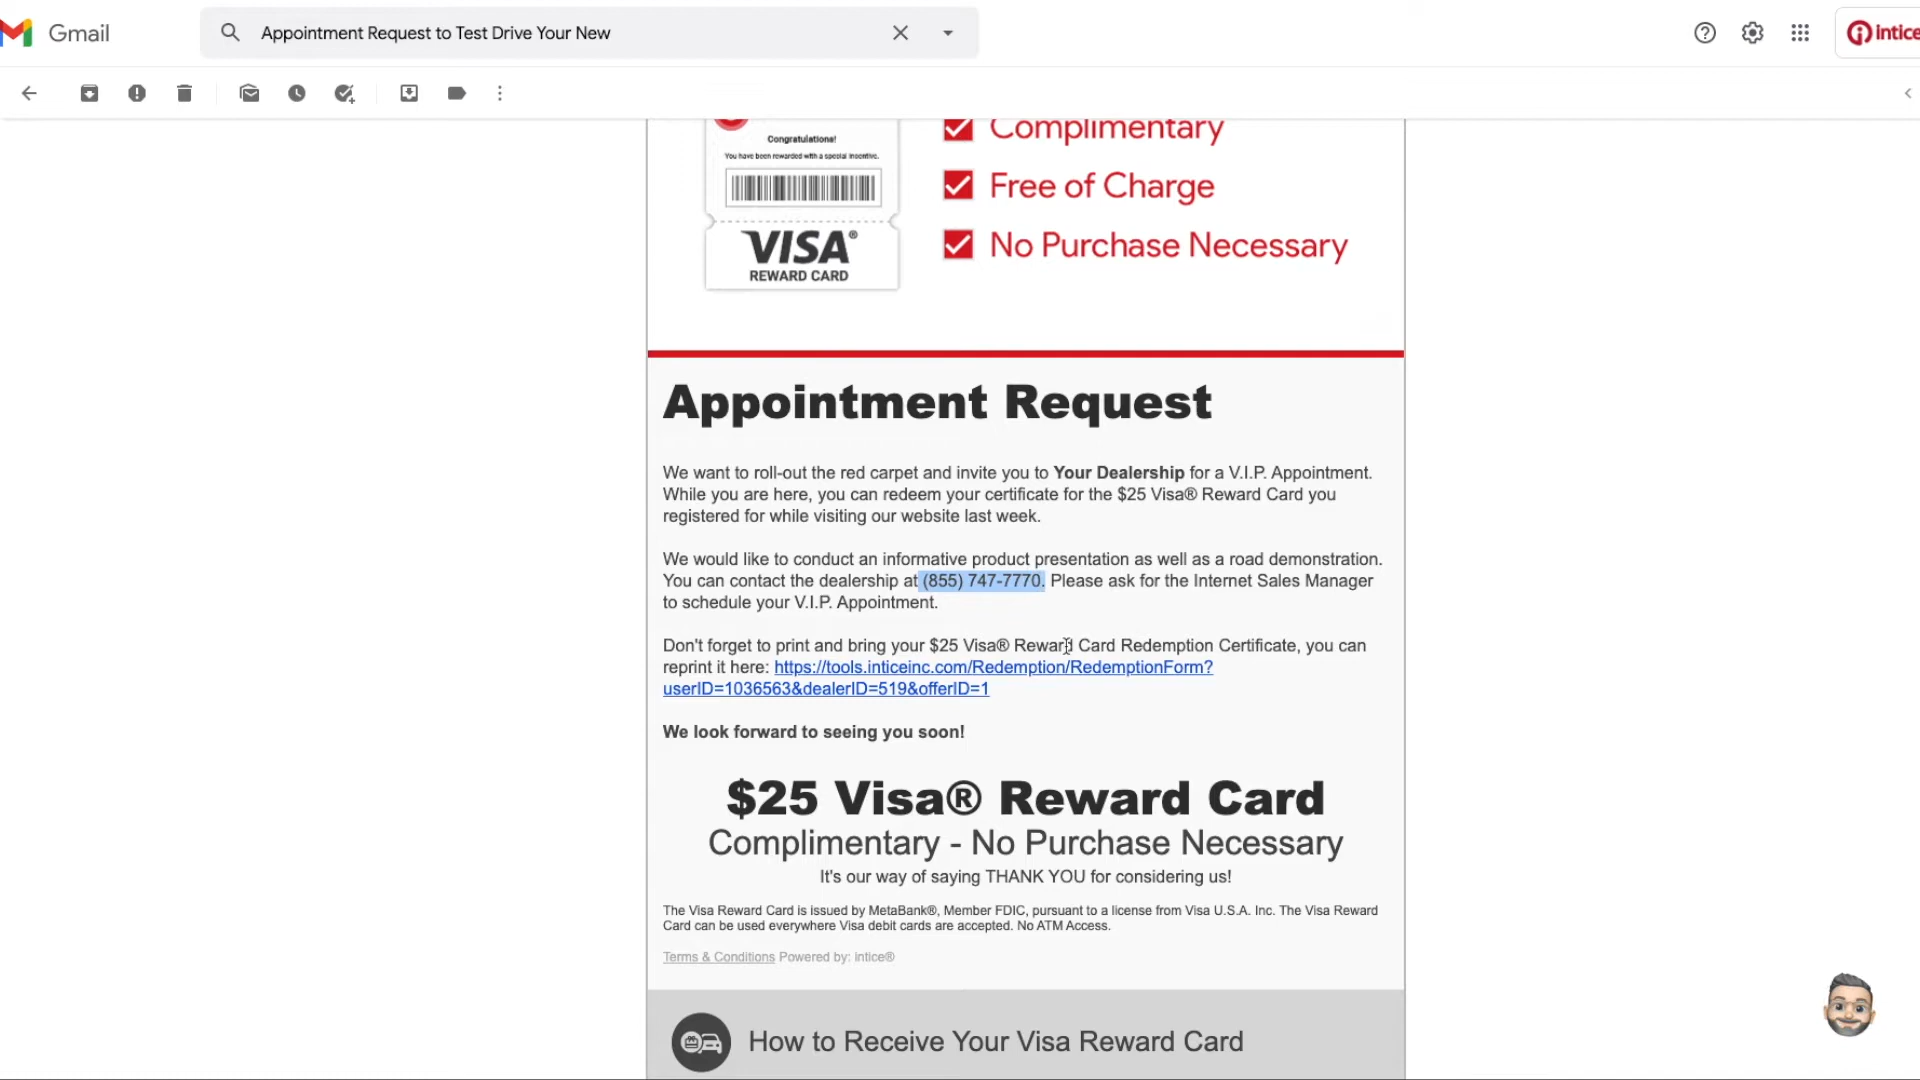 Gmail
Appointment Request to Test Drive Your New
intice
Congratulations!
You have been rewarded with a special incentive.
VISA®
REWARD CARD
Complimentary
Free of Charge
No Purchase Necessary
Appointment Request
We want to roll-out the red carpet and invite you to Your Dealership for a V.I.P. Appointment.
While you are here, you can redeem your certificate for the $25 Visa® Reward Card you
registered for while visiting our website last week.
We would like to conduct an informative product presentation as well as a road demonstration.
You can contact the dealership at (855) 747-7770. Please ask for the Internet Sales Manager
to schedule your V.I.P. Appointment.
Don't forget to print and bring your $25 Visa® Reward Card Redemption Certificate, you can
reprint it here: https://tools.inticeinc.com/Redemption/RedemptionForm?
userID=1036563&dealerID=519&offerID=1
We look forward to seeing you soon!
$25 Visa® Reward Card
Complimentary - No Purchase Necessary
It's our way of saying THANK YOU for considering us!
The Visa Reward Card is issued by MetaBank®, Member FDIC, pursuant to a license from Visa U.S.A. Inc. The Visa Reward
Card can be used everywhere Visa debit cards are accepted. No ATM Access.
Terms & Conditions Powered by: intice®
How to Receive Your Visa Reward Card